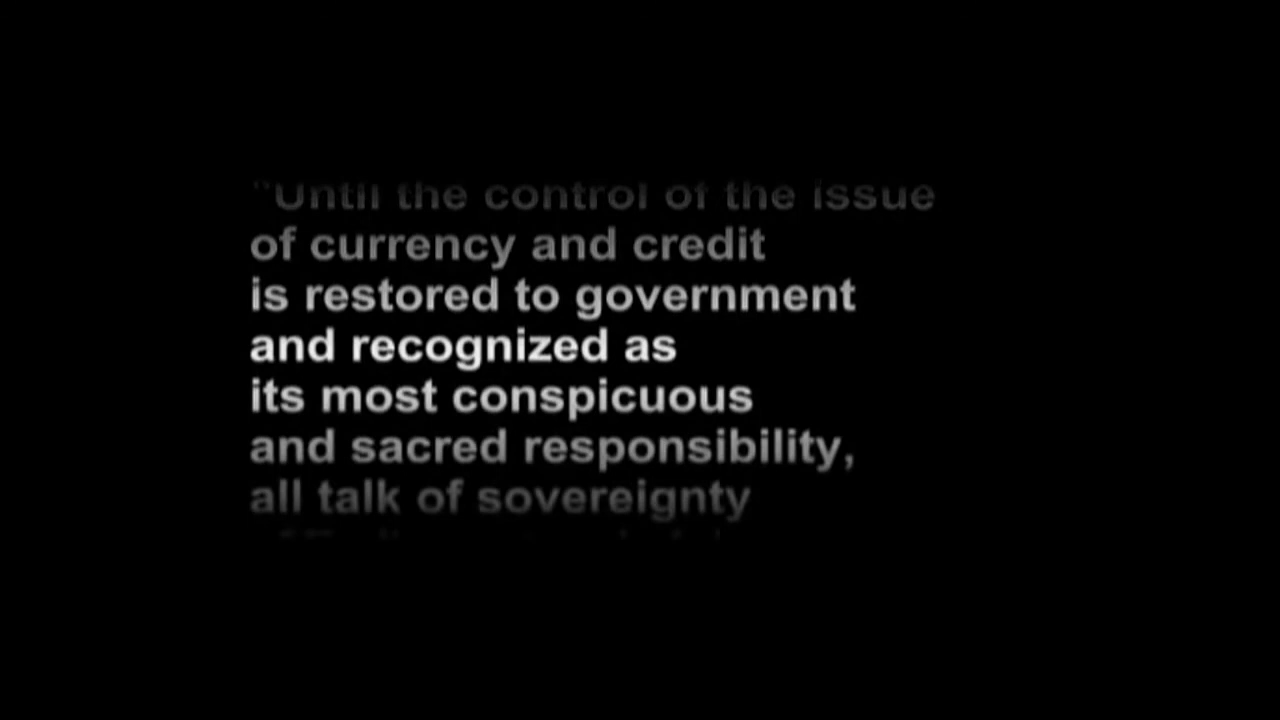 "Until the control of the issue
of currency and credit
is restored to government
and recognized as
its most conspicuous
and sacred responsibility,
all talk of sovereignty